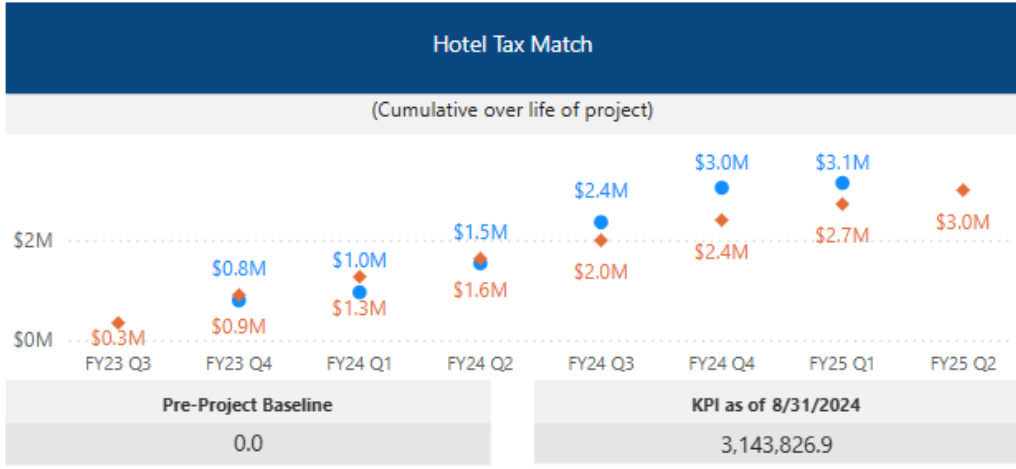 Hotel Tax Match
(Cumulative over life of project)
$3.0M $3.1M
$2.4M
$3.0M
$2M $1.5M $2.4M $2.7M
$0.8M $1.0M $2.0M
$1.6M
$1.3M
$0.9M
$0M $0.3M
FY23 Q3 FY23 Q4 FY24 Q1 FY24 Q2 FY24 Q3 FY24 Q4 FY25 Q1 FY25 Q2
Pre-Project Baseline KPI as of 8/31/2024
0.0 3,143,826.9